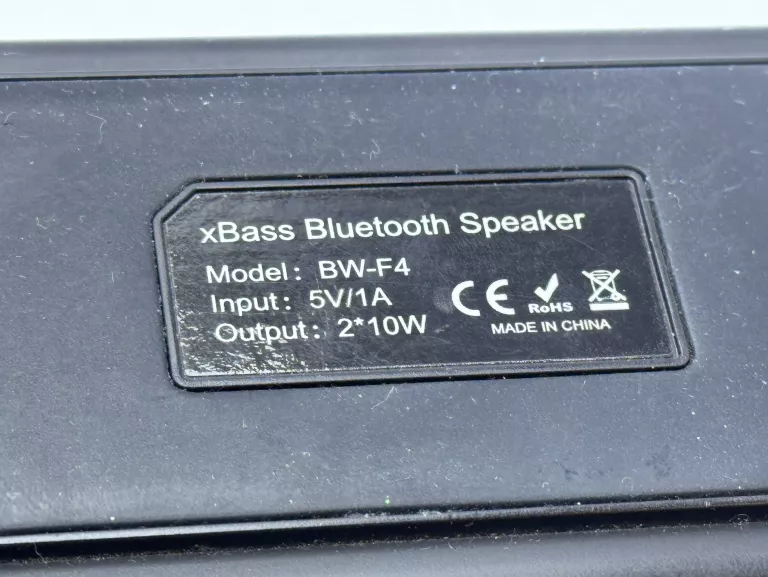 xBass Bluetooth Speaker
Model: BW-F4
Input: 5V/1A
Output: 2*10W
CE
RoHS
MADE IN CHINA